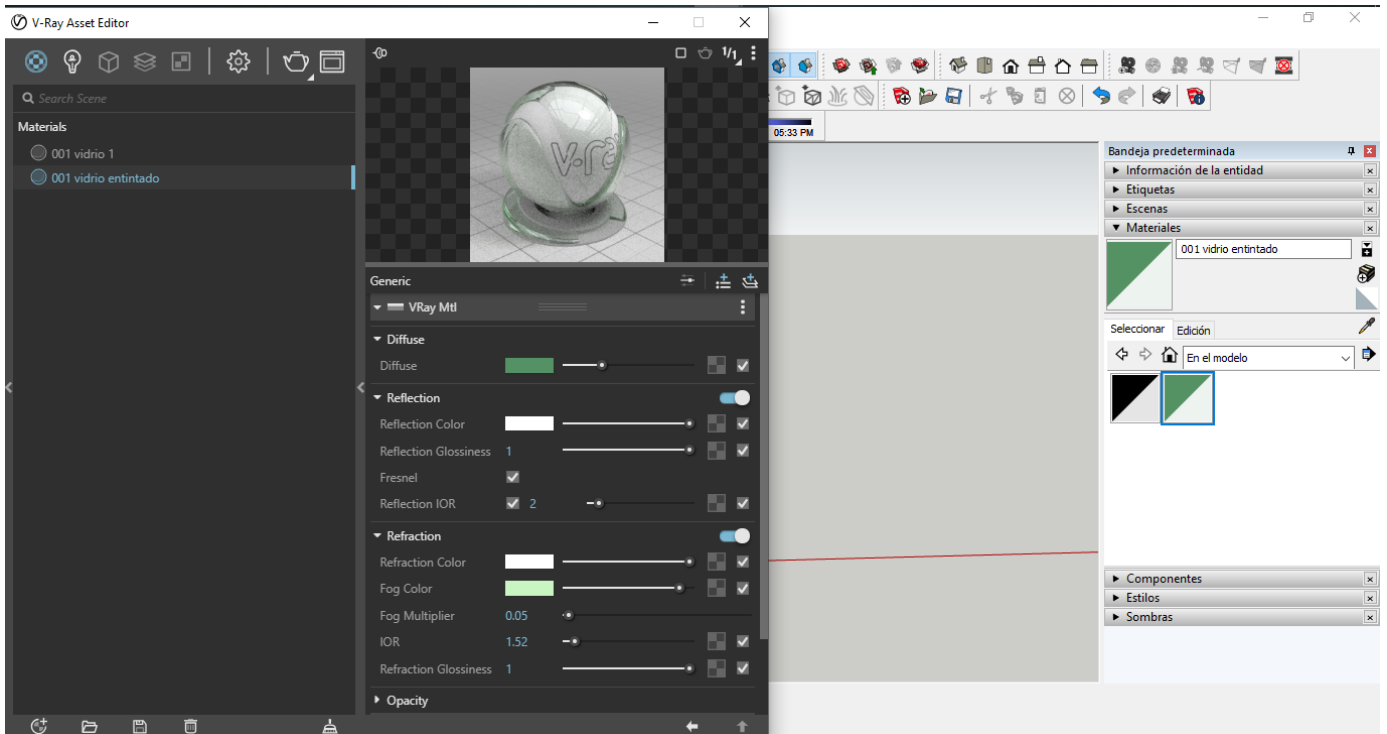 V-Ray Asset Editor
1/1
Search Scene
Materials
001 vidrio 1
001 vidrio entintado
V-ra
Generic
VRay Mtl
Diffuse
Diffuse
Reflection
Reflection Color
Reflection Glossiness 1
Fresnel
Reflection IOR 2
Refraction
Refraction Color
Fog Color
Fog Multiplier 0.05
IOR 1.52
Refraction Glossiness 1
Opacity
05:33 PM
Bandeja predeterminada
Información de la entidad
Etiquetas
Escenas
Materiales
001 vidrio entintado
Seleccionar Edición
En el modelo
Componentes
Estilos
Sombras